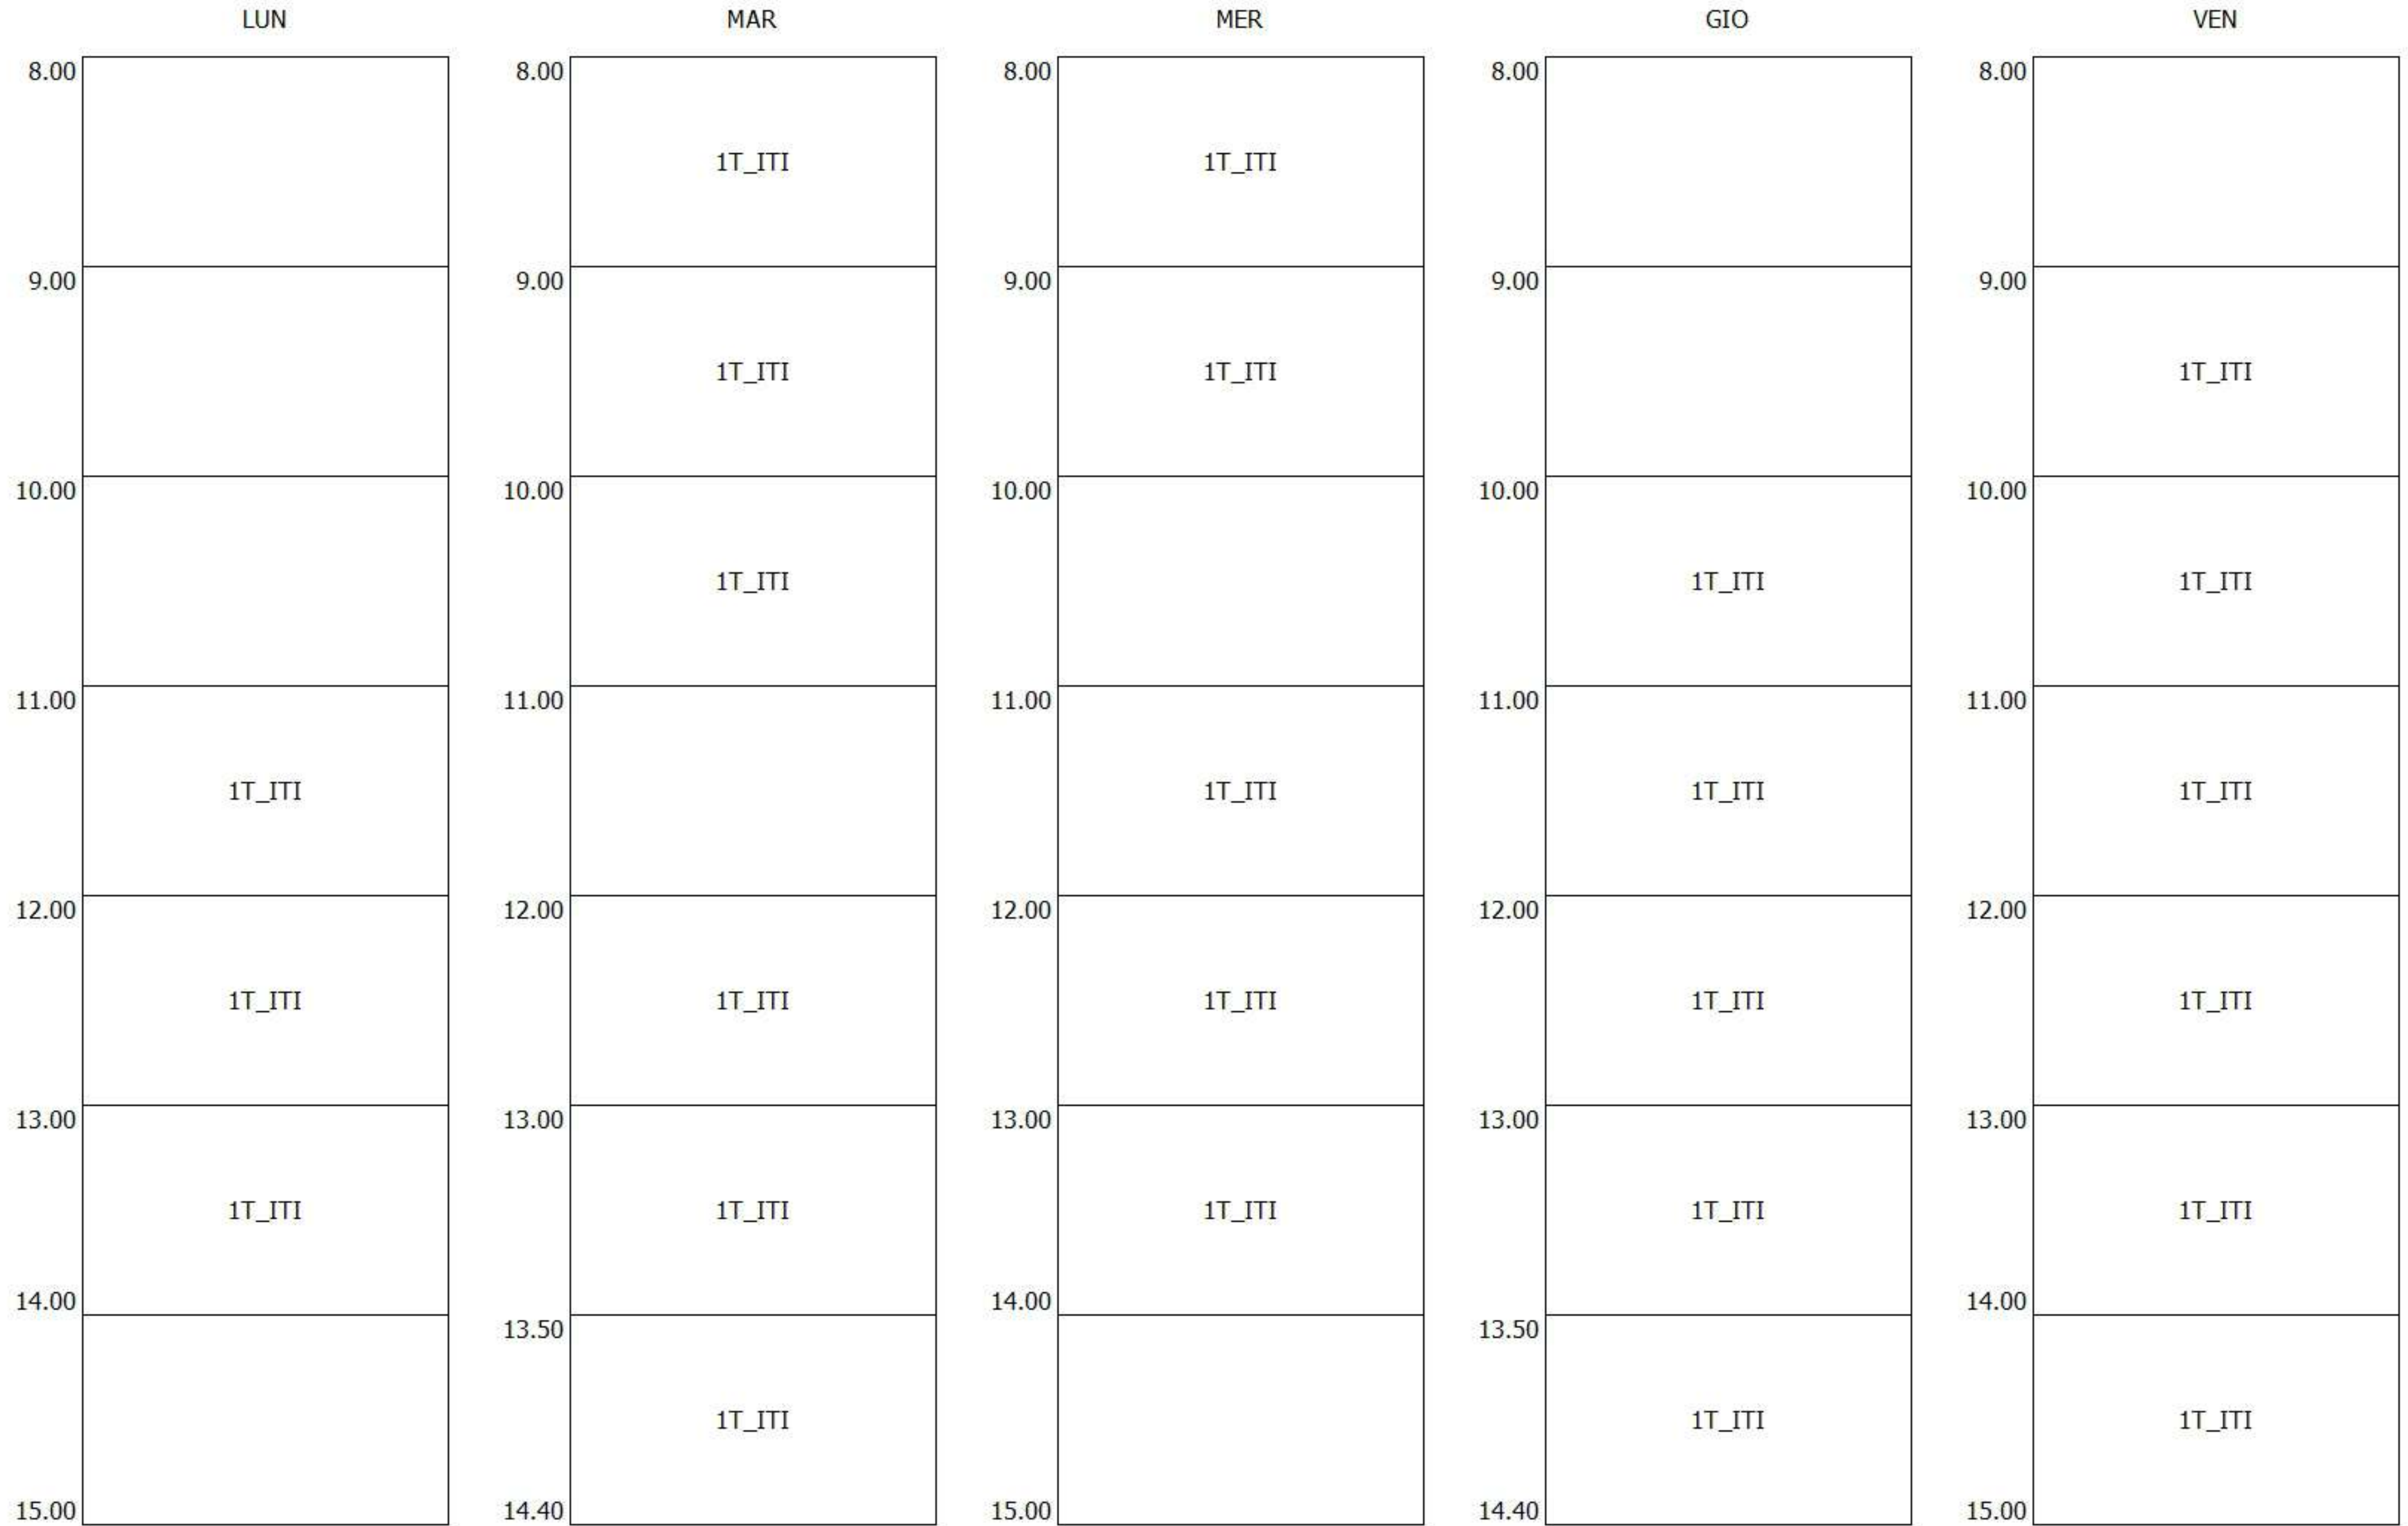 LUN MAR MER GIO VEN
8.00 8.00 8.00 8.00 8.00
1T_ITI 1T_ITI
9.00 9.00 9.00 9.00 9.00
1T_ITI 1T_ITI 1T_ITI
10.00 10.00 10.00 10.00 10.00
1T_ITI 1T_ITI 1T_ITI
11.00 11.00 11.00 11.00 11.00
1T_ITI 1T_ITI 1T_ITI 1T_ITI
12.00 12.00 12.00 12.00 12.00
1T_ITI 1T_ITI 1T_ITI 1T_ITI 1T_ITI
13.00 13.00 13.00 13.00 13.00
1T_ITI 1T_ITI 1T_ITI 1T_ITI 1T_ITI
14.00 14.00 14.00
13.50 13.50
1T_ITI 1T_ITI 1T_ITI
15.00 14.40 15.00 14.40 15.00